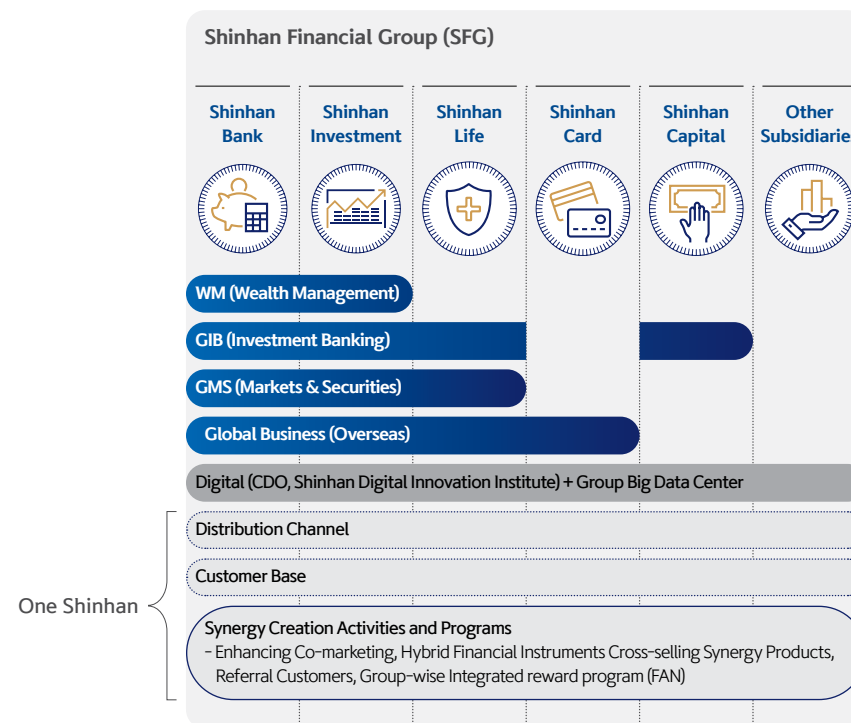 Shinhan Financial Group (SFG)
Shinhan
Bank
Shinhan
Investment
Shinhan
Life
Shinhan
Card
Shinhan
Capital
Other
Subsidiarie
WM (Wealth Management)
GIB (Investment Banking)
GMS (Markets & Securities)
Global Business (Overseas)
Digital (CDO, Shinhan Digital Innovation Institute) + Group Big Data Center
Distribution Channel
Customer Base
One Shinhan
Synergy Creation Activities and Programs
- Enhancing Co-marketing, Hybrid Financial Instruments Cross-selling Synergy Products,
Referral Customers, Group-wise Integrated reward program (FAN)